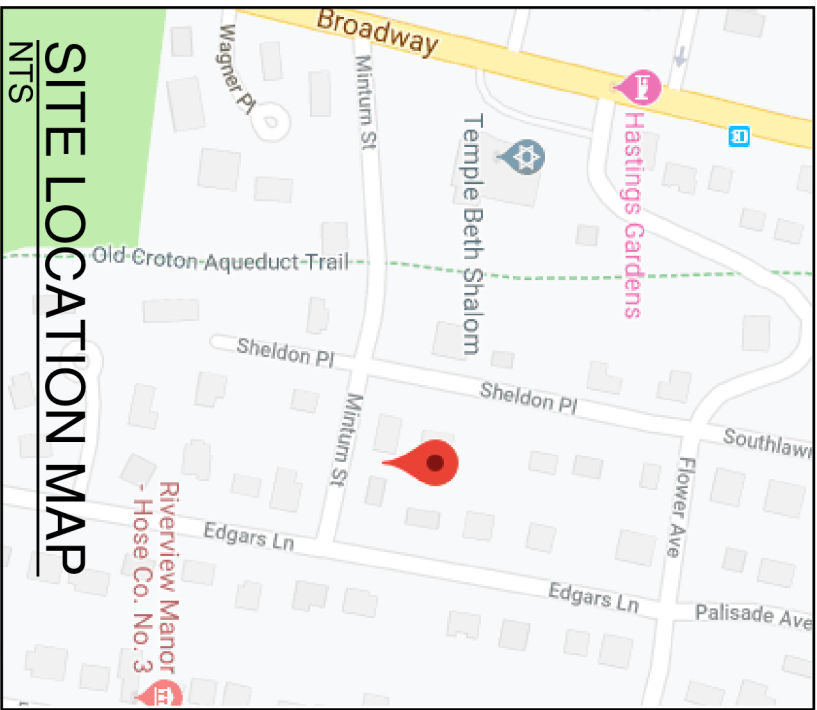 Broadway
Wagner Pl
Minturn St
Hastings Gardens
Temple Beth Shalom
Old Croton Aqueduct Trail
Sheldon Pl
Sheldon Pl
Minturn St
Southlawn
Flower Ave
Edgars Ln
Edgars Ln
Palisade Ave
Riverview Manor
- Hose Co. No. 3
SITE LOCATION MAP
NTS